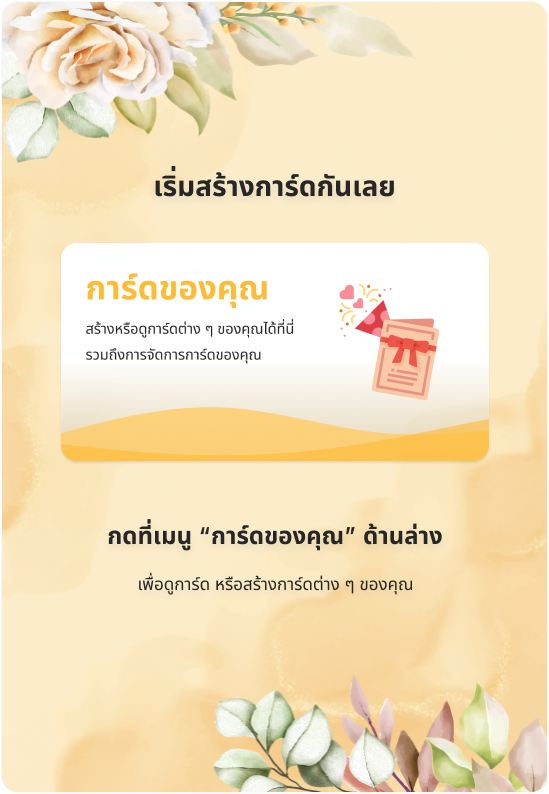 เริ่มสร้างการ์ดกันเลย
การ์ดของคุณ
สร้างหรือดูการ์ดต่าง ๆ ของคุณได้ที่นี่
รวมถึงการจัดการการ์ดของคุณ
กดที่เมนู “การ์ดของคุณ” ด้านล่าง
เพื่อดูการ์ด หรือสร้างการ์ดต่าง ๆ ของคุณ